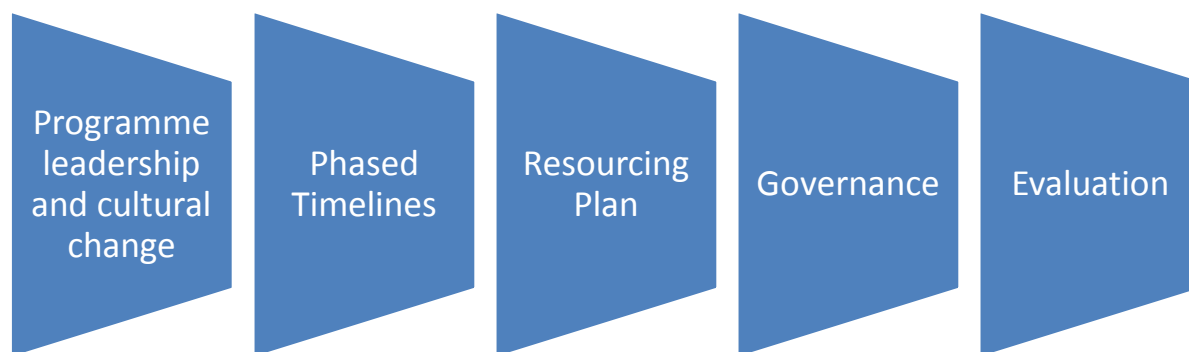 Programme
leadership
and cultural
change
Phased
Timelines
Resourcing
Plan
Governance
Evaluation